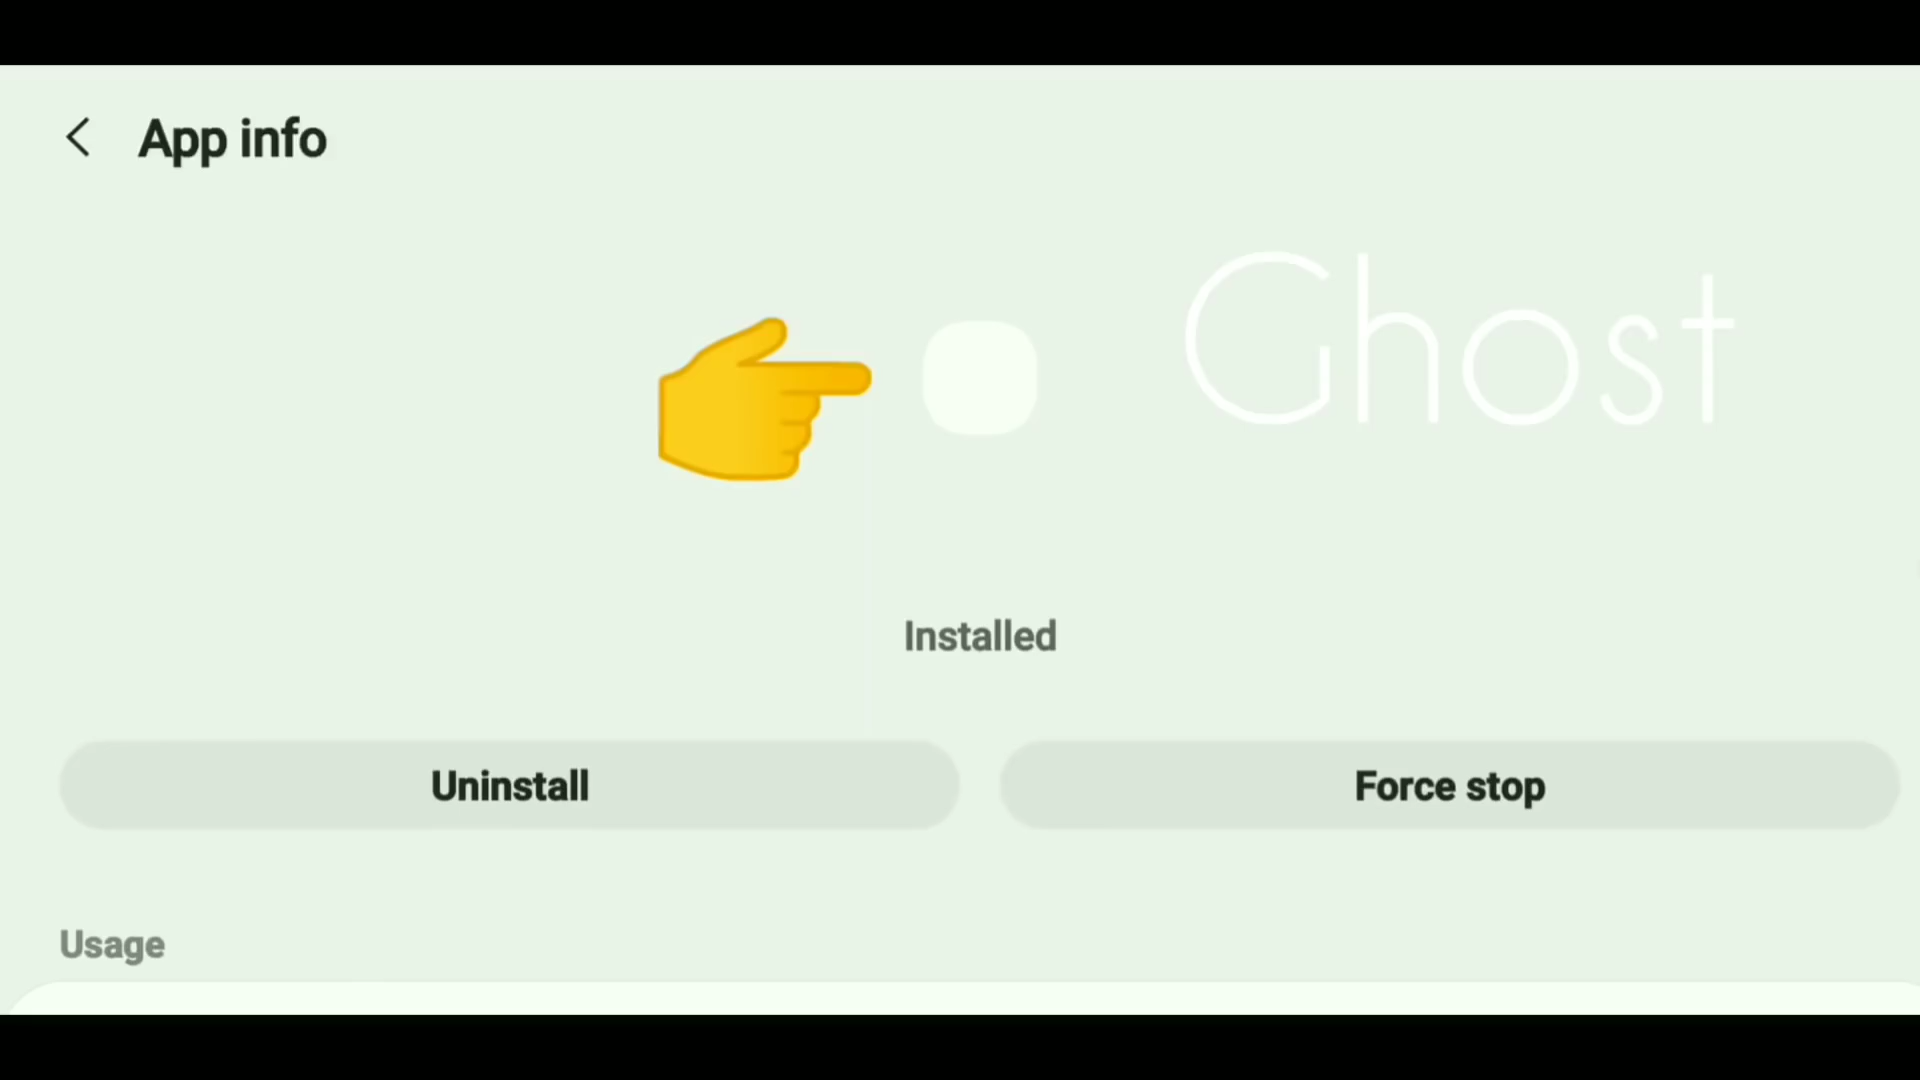 App info
Ghost
Installed
Uninstall
Force stop
Usage